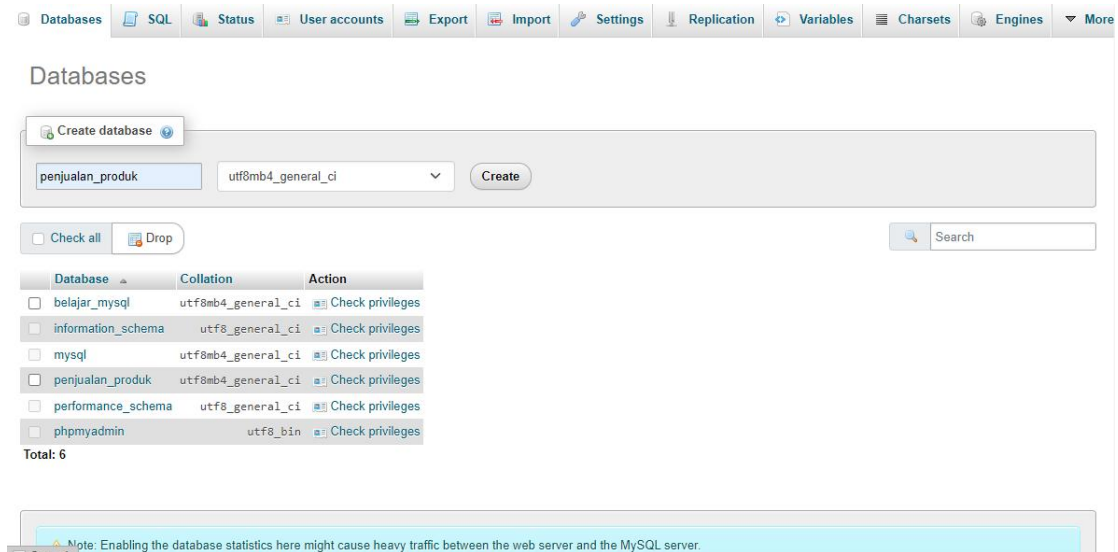 Databases SQL Status User accounts Export Import Settings Replication Variables Charsets Engines More
Databases
Create database
penjualan_produk utf8mb4_general_ci Create
Check all Drop Search
Database Collation Action
belajar_mysql utf8mb4_general_ci Check privileges
information_schema utf8_general_ci Check privileges
mysql utf8mb4_general_ci Check privileges
penjualan_produk utf8mb4_general_ci Check privileges
performance_schema utf8_general_ci Check privileges
phpmyadmin utf8_bin Check privileges
Total: 6
Note: Enabling the database statistics here might cause heavy traffic between the web server and the MySQL server.